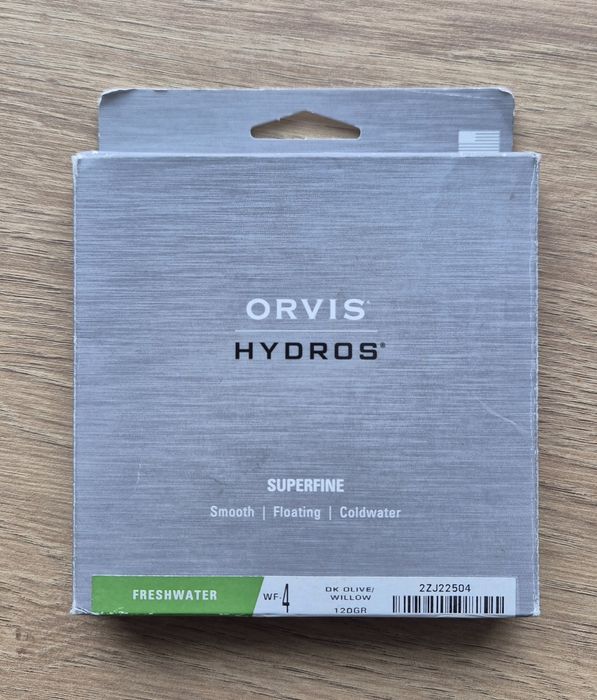 ORVIS
HYDROS®
SUPERFINE
Smooth | Floating | Coldwater
FRESHWATER
WF-4
DK OLIVE/
WILLOW
120GR
2ZJ22504